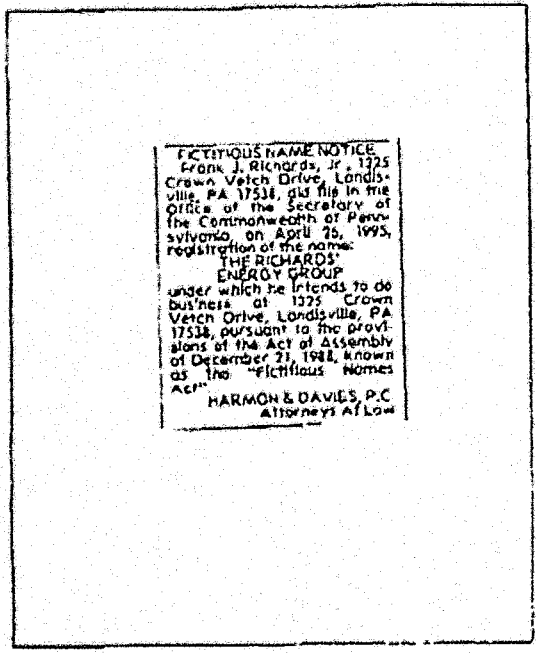 FICTITIOUS NAME NOTICE
Frank J. Richards, Jr., 1325
Crown Vetch Drive, Landis-
ville, PA 17538, did file in the
Office of the Secretary of
the Commonwealth of Penn-
sylvania, on April 25, 1995,
registration of the name:
THE RICHARDS'
ENERGY GROUP
under which he intends to do
business at 1325 Crown
Vetch Drive, Landisville, PA
17538, pursuant to the provi-
sions of the Act of Assembly
of December 21, 1988, known
as the "Fictitious Names
Act"
HARMON & DAVIES, P.C
Attorneys At Law